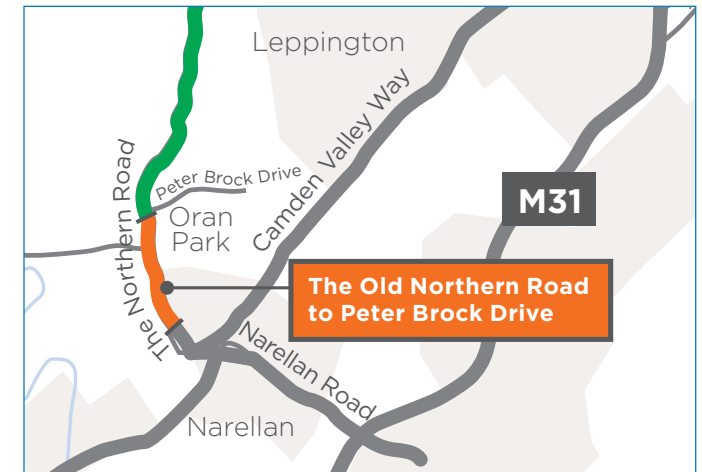 Leppington
Camden Valley Way
The Northern Road
Peter Brock Drive
M31
Oran
Park
The Old Northern Road
to Peter Brock Drive
Narellan Road
Narellan